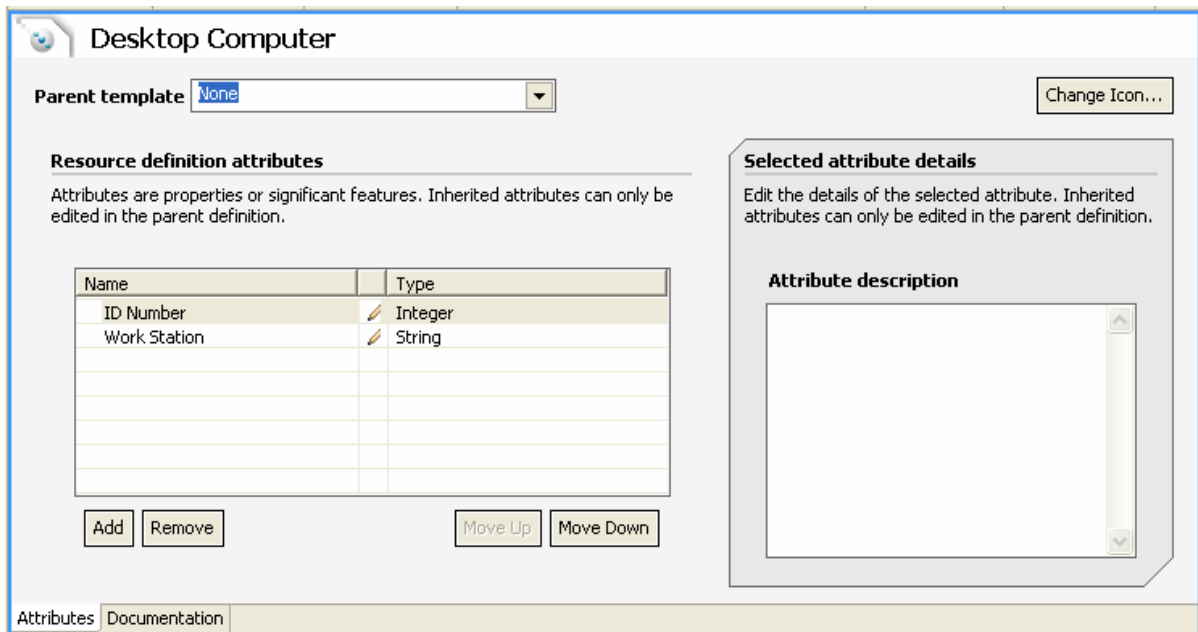 Desktop Computer
Parent template None
Change Icon...
Resource definition attributes
Attributes are properties or significant features. Inherited attributes can only be
edited in the parent definition.
Name Type
ID Number Integer
Work Station String
Add Remove Move Up Move Down
Selected attribute details
Edit the details of the selected attribute. Inherited
attributes can only be edited in the parent definition.
Attribute description
Attributes Documentation